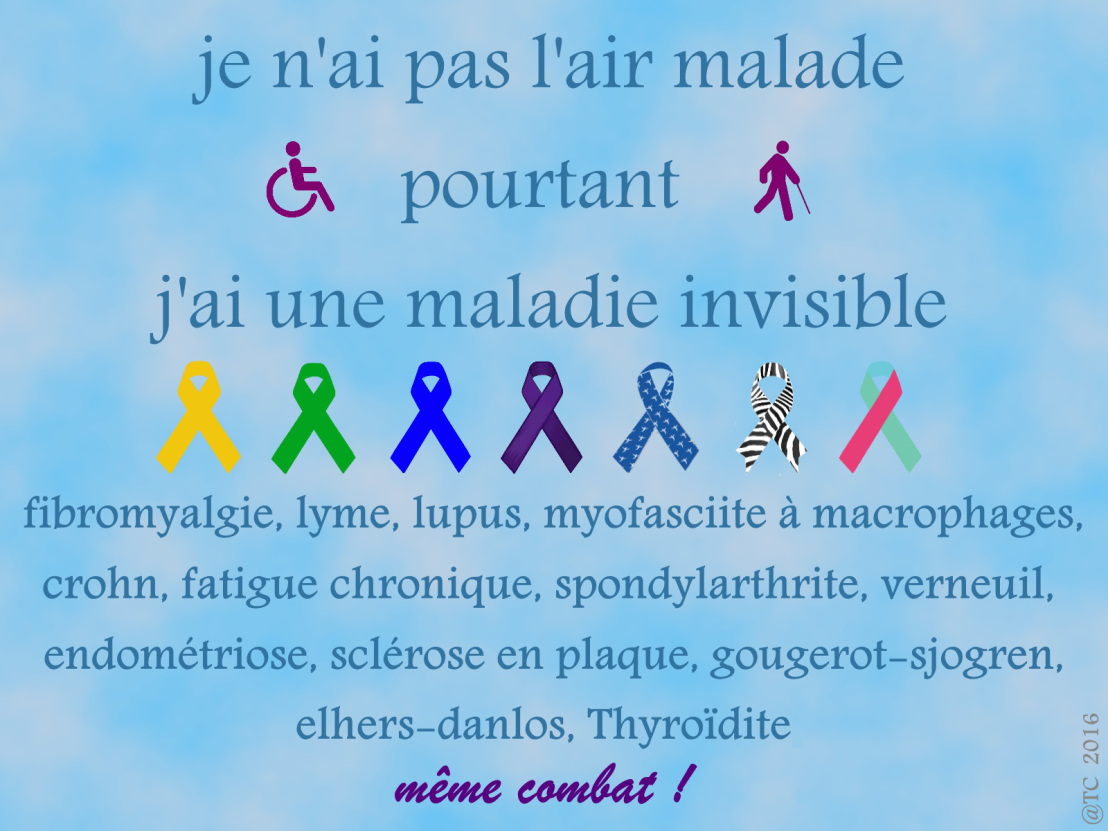 je n'ai pas l'air malade
pourtant
j'ai une maladie invisible
fibromyalgie, lyme, lupus, myofasciite à macrophages,
crohn, fatigue chronique, spondylarthrite, verneuil,
endométriose, sclérose en plaque, gougerot-sjogren,
elhers-danlos, Thyroïdite
même combat !
@TC 2016